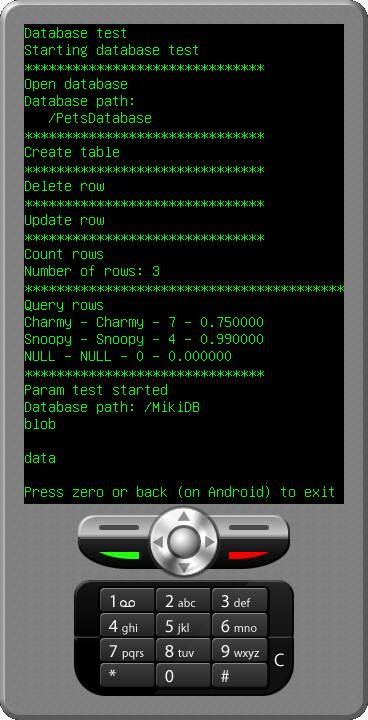 Database test
Starting database test
******************************
Open database
Database path:
   /PetsDatabase
******************************
Create table
******************************
Delete row
******************************
Update row
******************************
Count rows
Number of rows: 3
****************************************
Query rows
Charmy - Charmy - 7 - 0.750000
Snoopy - Snoopy - 4 - 0.990000
NULL - NULL - 0 - 0.000000
******************************
Param test started
Database path: /MikiDB
blob

data

Press zero or back (on Android) to exit
1 2 abc 3 def
4 ghi 5 jkl 6 mno
7 pqrs 8 tuv 9 wxyz C
* 0 #